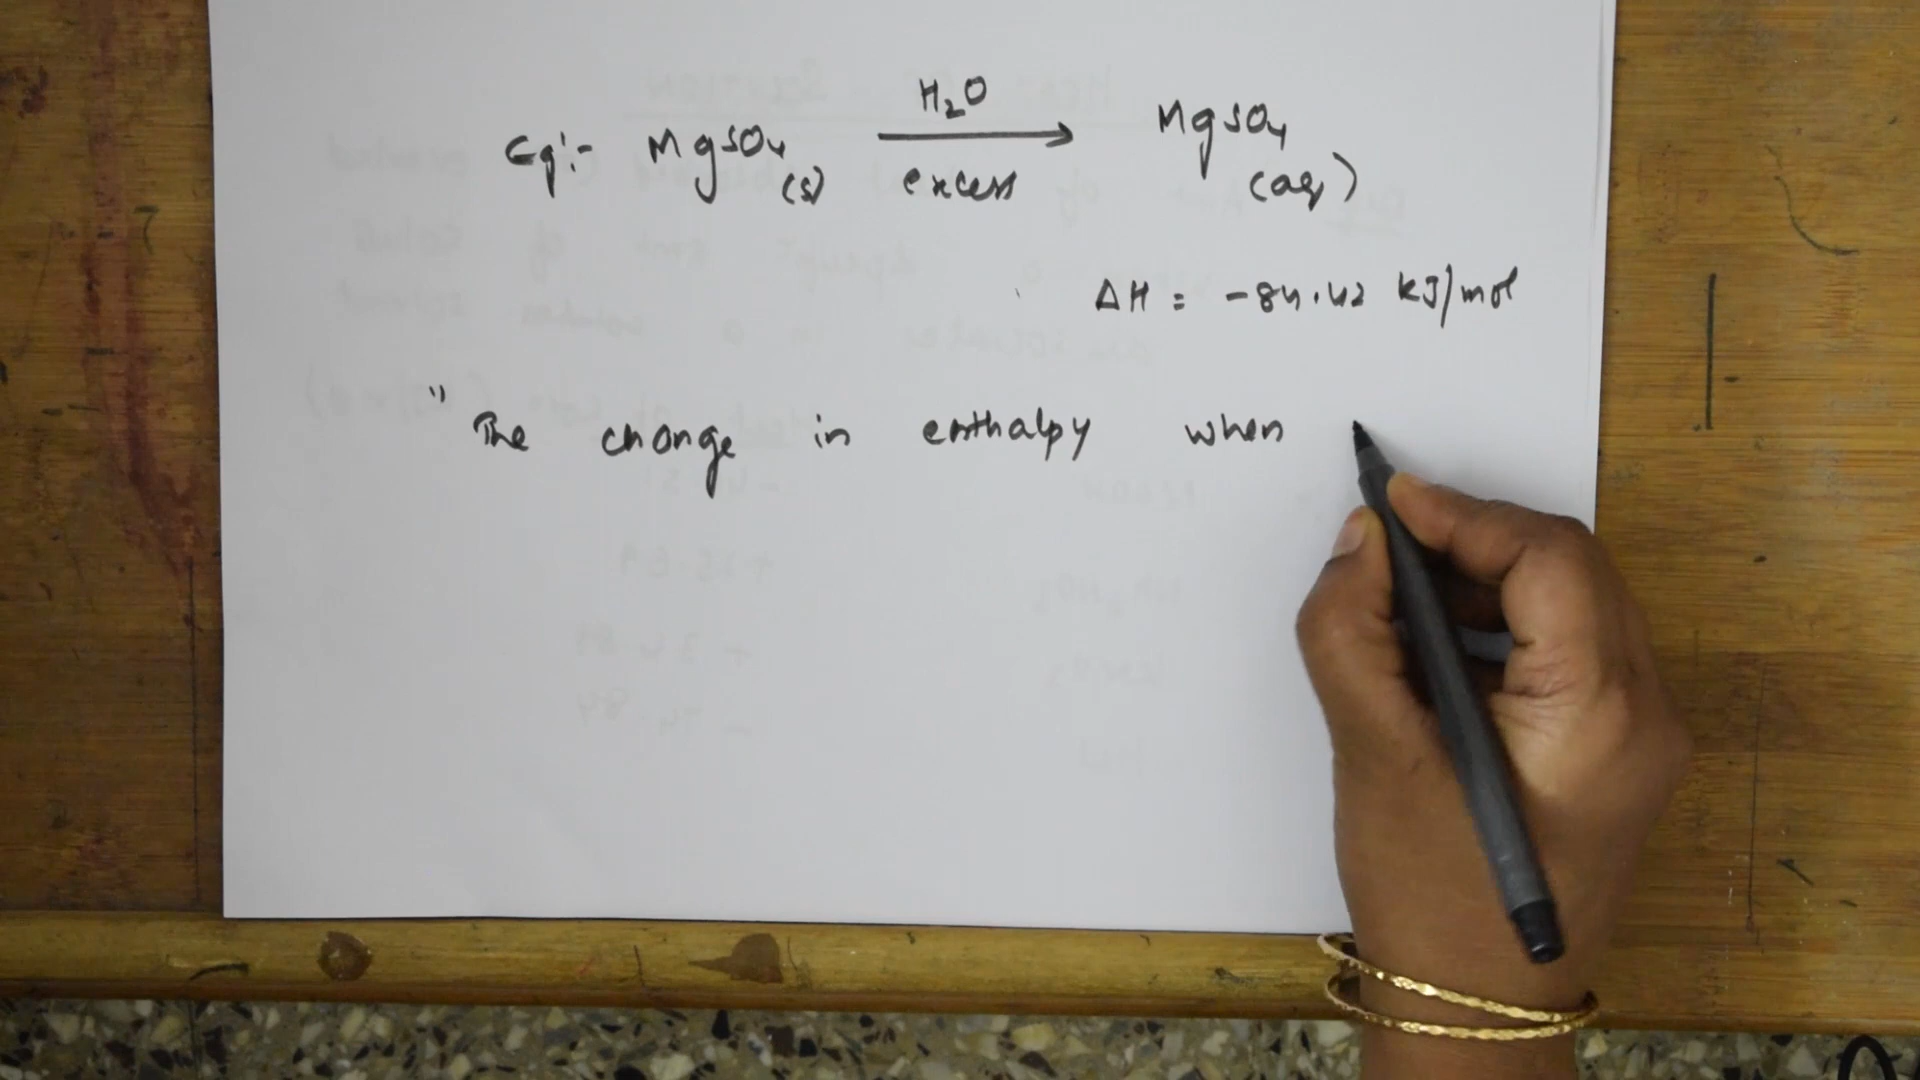 Eg:- MgSO4 (s) H2O excess → MgSO4 (aq)
ΔH = -84.42 kJ/mol
" The change in enthalpy when